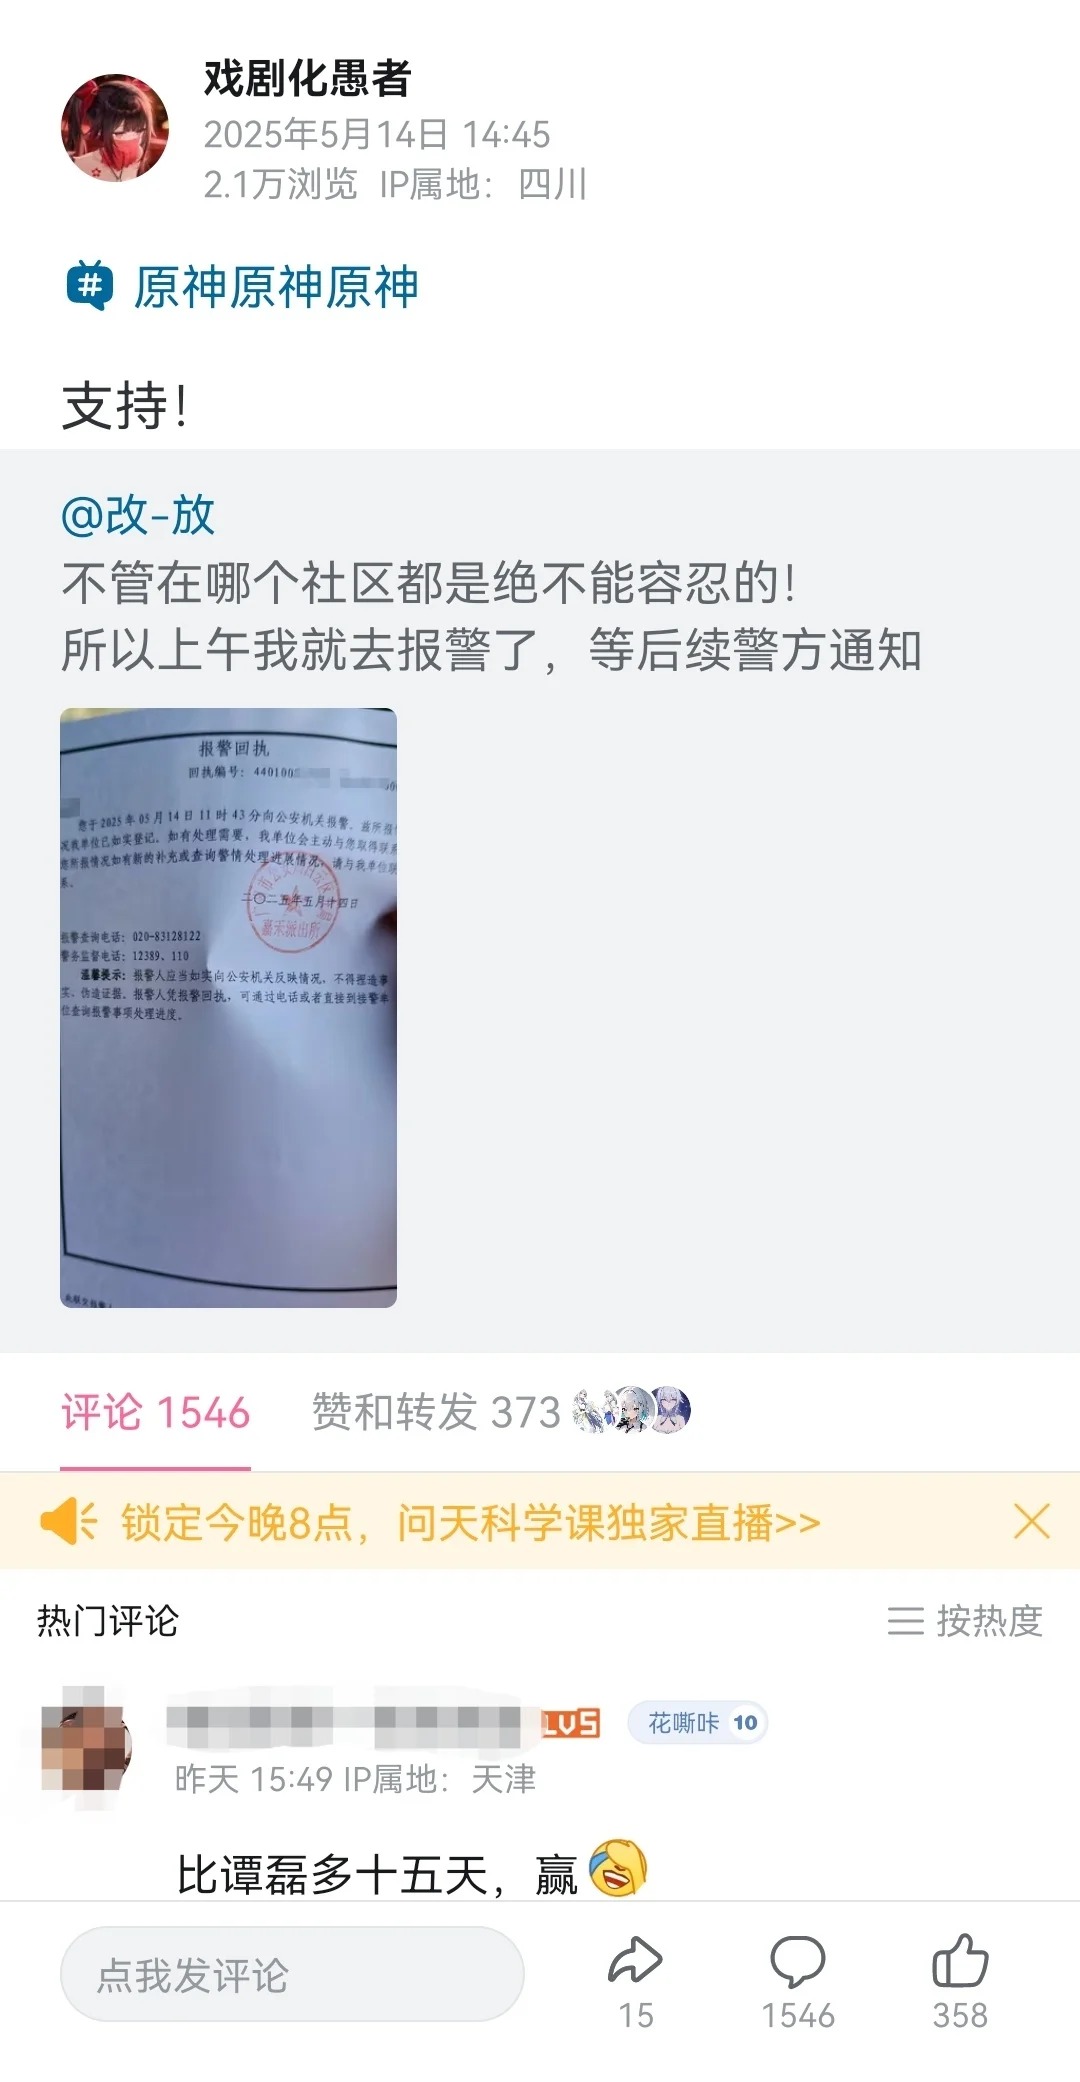 戏剧化愚者
2025年5月14日 14:45
2.1万浏览 IP属地：四川
# 原神原神原神
支持！
@改-放
不管在哪个社区都是绝不能容忍的！
所以上午我就去报警了，等后续警方通知
报警回执
回执编号：440100
您于2025年05月14日11时43分向公安机关报警。兹所报
况我单位已如实登记。如有处理需要，我单位会主动与您取得联
您所报情况如有新的补充或查询警情处理进展情况，请与我单位联
系。
二〇二五年五月十四日
嘉禾派出所
报警查询电话：020-83128122
警务监督电话：12389、110
温馨提示：报警人应当如实向公安机关反映情况，不得捏造事
实、伪造证据。报警人凭报警回执，可通过电话或者直接到接警单
位查询报警事项处理进度。
评论 1546 赞和转发 373
锁定今晚8点，问天科学课独家直播>>
热门评论 按热度
LV5 花嘶咔 10
昨天 15:49 IP属地：天津
比谭磊多十五天，赢
点我发评论 15 1546 358